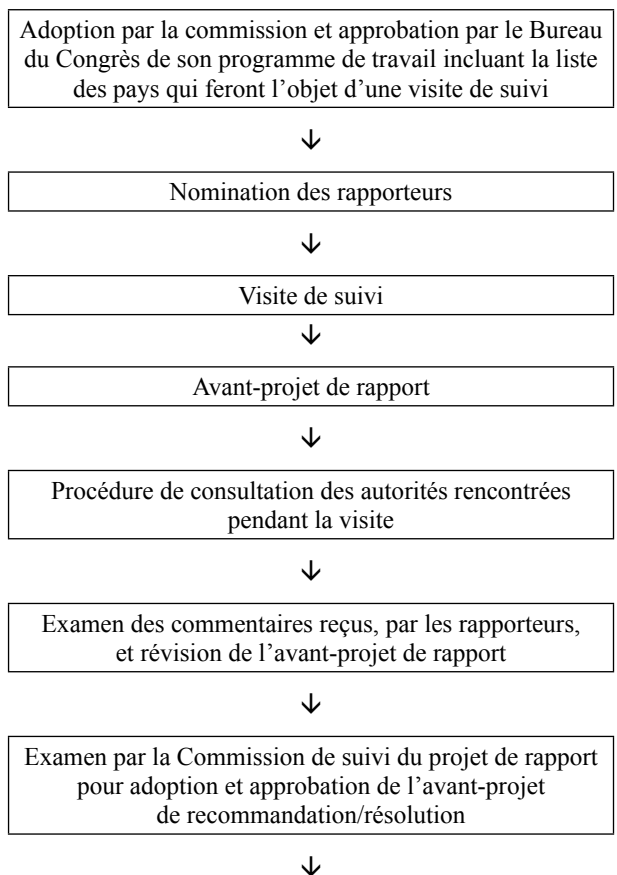 Adoption par la commission et approbation par le Bureau
du Congrès de son programme de travail incluant la liste
des pays qui feront l’objet d’une visite de suivi
↓
Nomination des rapporteurs
↓
Visite de suivi
↓
Avant-projet de rapport
↓
Procédure de consultation des autorités rencontrées
pendant la visite
↓
Examen des commentaires reçus, par les rapporteurs,
et révision de l’avant-projet de rapport
↓
Examen par la Commission de suivi du projet de rapport
pour adoption et approbation de l’avant-projet
de recommandation/résolution
↓